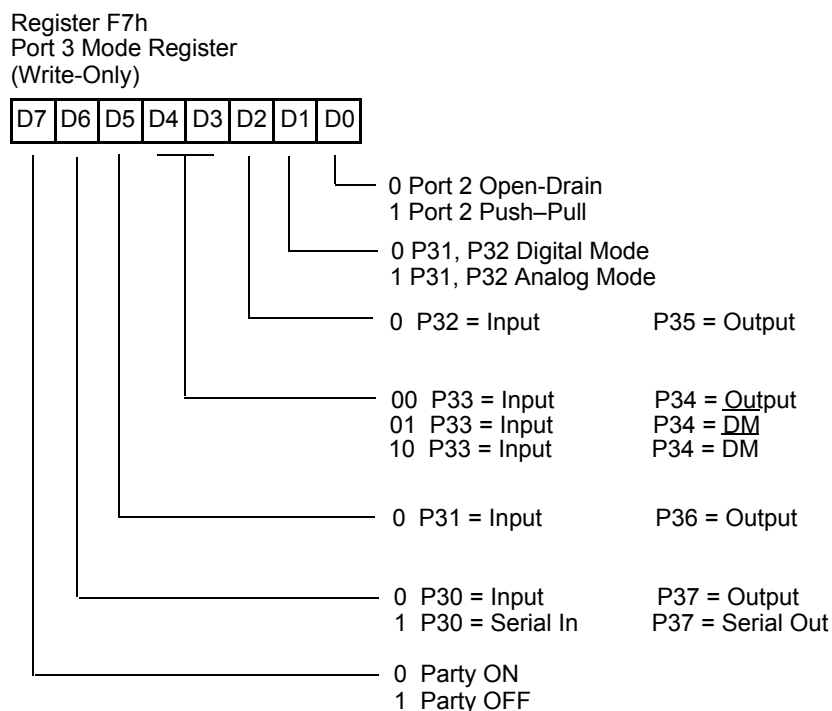 Register F7h
Port 3 Mode Register
(Write-Only)
D7 D6 D5 D4 D3 D2 D1 D0
0 Port 2 Open-Drain
1 Port 2 Push–Pull
0 P31, P32 Digital Mode
1 P31, P32 Analog Mode
0 P32 = Input P35 = Output
00 P33 = Input P34 = Output
01 P33 = Input P34 = DM
10 P33 = Input P34 = DM
0 P31 = Input P36 = Output
0 P30 = Input P37 = Output
1 P30 = Serial In P37 = Serial Out
0 Party ON
1 Party OFF